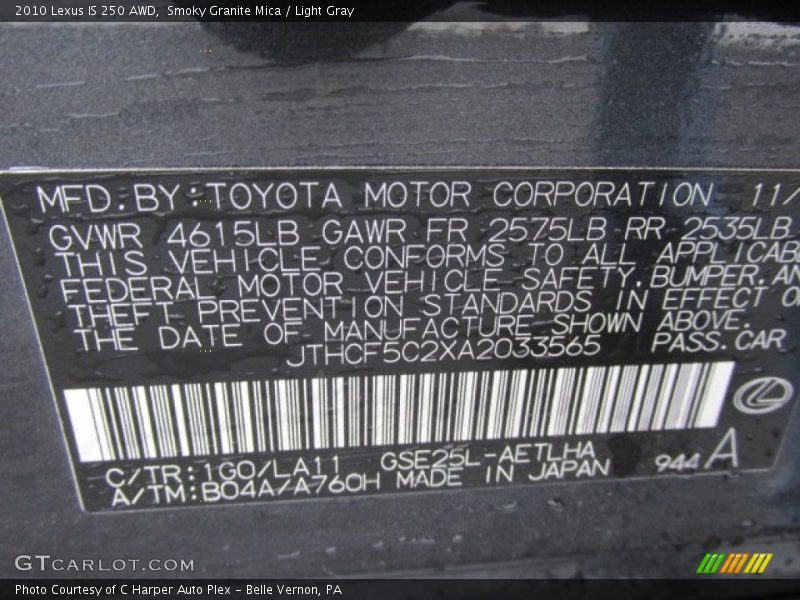 2010 Lexus IS 250 AWD, Smoky Granite Mica / Light Gray
MFD. BY: TOYOTA MOTOR CORPORATION 11/
GVWR 4615LB GAWR FR 2575LB RR 2535LB
THIS VEHICLE CONFORMS TO ALL APPLICAB
FEDERAL MOTOR VEHICLE SAFETY, BUMPER, AN
THEFT PREVENTION STANDARDS IN EFFECT O
THE DATE OF MANUFACTURE SHOWN ABOVE.
JTHCF5C2XA2033565 PASS. CAR
C/TR: 1G0/LA11 GSE25L-AETLHA
A/TM: B04A/A760H MADE IN JAPAN 944 A
GTCARLOT.COM
Photo Courtesy of C Harper Auto Plex - Belle Vernon, PA